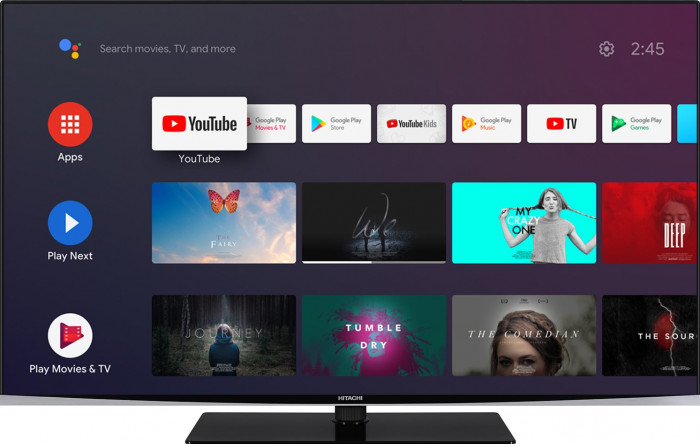 Search movies, TV, and more
2:45
Apps
YouTube
Google Play
Movies & TV
Google Play
Store
YouTube Kids
Google Play
Music
TV
Google Play
Games
YouTube
Play Next
THE
FAIRY
We
MY
CRAZY
ONE
DEEP
Play Movies & TV
JOURNEY
TUMBLE
DRY
THE COMEDIAN
THE SOUR
HITACHI